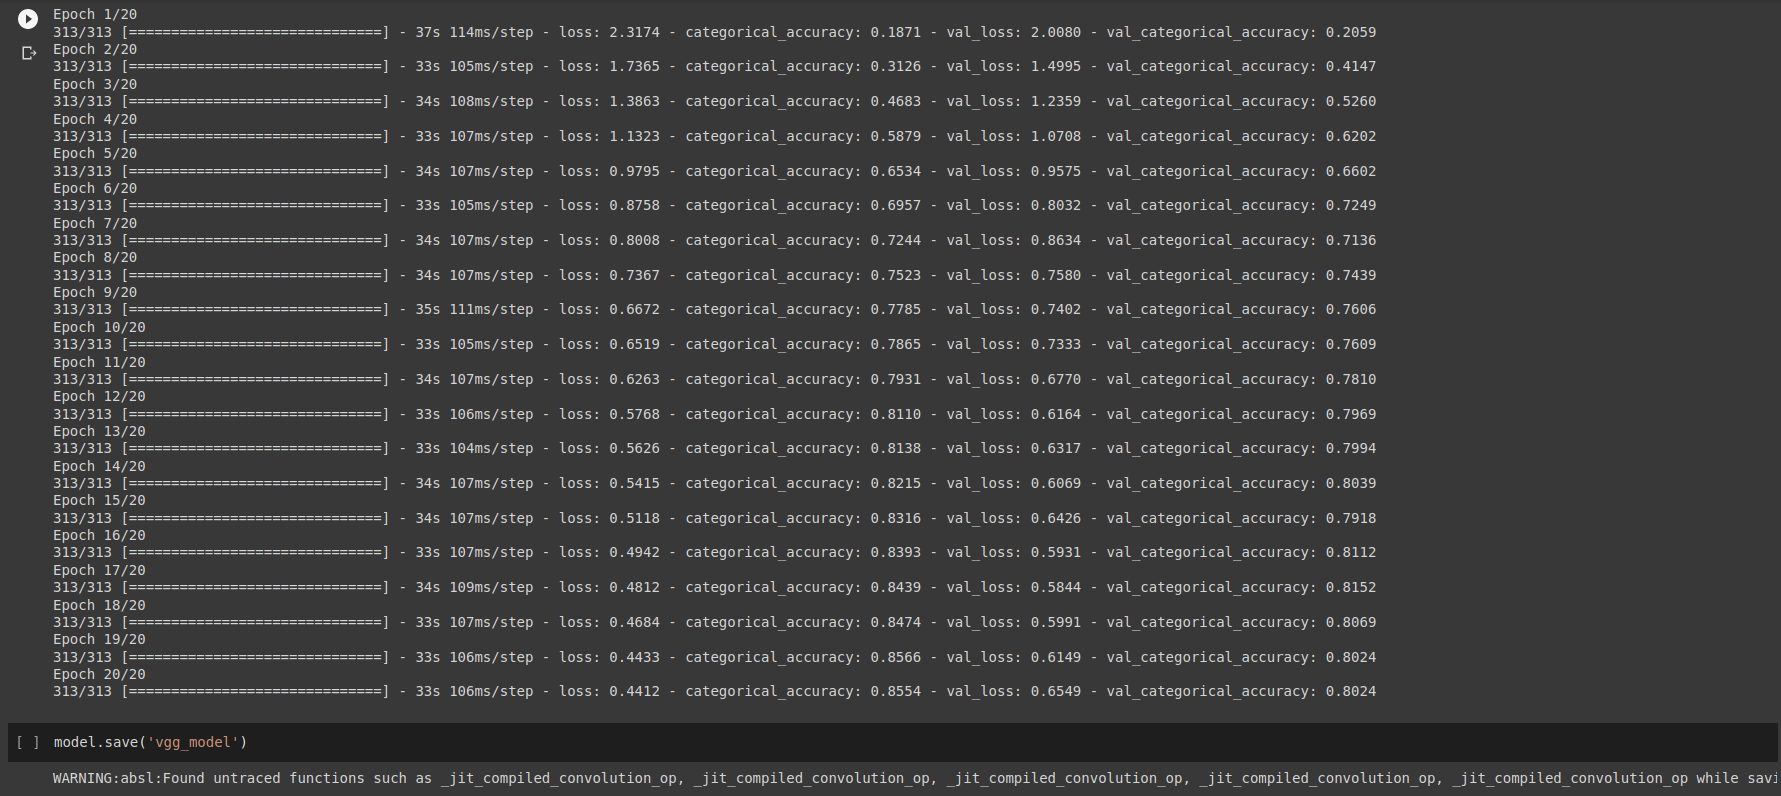 Epoch 1/20
313/313 [==============================] - 37s 114ms/step - loss: 2.3174 - categorical_accuracy: 0.1871 - val_loss: 2.0080 - val_categorical_accuracy: 0.2059
Epoch 2/20
313/313 [==============================] - 33s 105ms/step - loss: 1.7365 - categorical_accuracy: 0.3126 - val_loss: 1.4995 - val_categorical_accuracy: 0.4147
Epoch 3/20
313/313 [==============================] - 34s 108ms/step - loss: 1.3863 - categorical_accuracy: 0.4683 - val_loss: 1.2359 - val_categorical_accuracy: 0.5260
Epoch 4/20
313/313 [==============================] - 33s 107ms/step - loss: 1.1323 - categorical_accuracy: 0.5879 - val_loss: 1.0708 - val_categorical_accuracy: 0.6202
Epoch 5/20
313/313 [==============================] - 34s 107ms/step - loss: 0.9795 - categorical_accuracy: 0.6534 - val_loss: 0.9575 - val_categorical_accuracy: 0.6602
Epoch 6/20
313/313 [==============================] - 33s 105ms/step - loss: 0.8758 - categorical_accuracy: 0.6957 - val_loss: 0.8032 - val_categorical_accuracy: 0.7249
Epoch 7/20
313/313 [==============================] - 34s 107ms/step - loss: 0.8008 - categorical_accuracy: 0.7244 - val_loss: 0.8634 - val_categorical_accuracy: 0.7136
Epoch 8/20
313/313 [==============================] - 34s 107ms/step - loss: 0.7367 - categorical_accuracy: 0.7523 - val_loss: 0.7580 - val_categorical_accuracy: 0.7439
Epoch 9/20
313/313 [==============================] - 35s 111ms/step - loss: 0.6672 - categorical_accuracy: 0.7785 - val_loss: 0.7402 - val_categorical_accuracy: 0.7606
Epoch 10/20
313/313 [==============================] - 33s 105ms/step - loss: 0.6519 - categorical_accuracy: 0.7865 - val_loss: 0.7333 - val_categorical_accuracy: 0.7609
Epoch 11/20
313/313 [==============================] - 34s 107ms/step - loss: 0.6263 - categorical_accuracy: 0.7931 - val_loss: 0.6770 - val_categorical_accuracy: 0.7810
Epoch 12/20
313/313 [==============================] - 33s 106ms/step - loss: 0.5768 - categorical_accuracy: 0.8110 - val_loss: 0.6164 - val_categorical_accuracy: 0.7969
Epoch 13/20
313/313 [==============================] - 33s 104ms/step - loss: 0.5626 - categorical_accuracy: 0.8138 - val_loss: 0.6317 - val_categorical_accuracy: 0.7994
Epoch 14/20
313/313 [==============================] - 34s 107ms/step - loss: 0.5415 - categorical_accuracy: 0.8215 - val_loss: 0.6069 - val_categorical_accuracy: 0.8039
Epoch 15/20
313/313 [==============================] - 34s 107ms/step - loss: 0.5118 - categorical_accuracy: 0.8316 - val_loss: 0.6426 - val_categorical_accuracy: 0.7918
Epoch 16/20
313/313 [==============================] - 33s 107ms/step - loss: 0.4942 - categorical_accuracy: 0.8393 - val_loss: 0.5931 - val_categorical_accuracy: 0.8112
Epoch 17/20
313/313 [==============================] - 34s 109ms/step - loss: 0.4812 - categorical_accuracy: 0.8439 - val_loss: 0.5844 - val_categorical_accuracy: 0.8152
Epoch 18/20
313/313 [==============================] - 33s 107ms/step - loss: 0.4684 - categorical_accuracy: 0.8474 - val_loss: 0.5991 - val_categorical_accuracy: 0.8069
Epoch 19/20
313/313 [==============================] - 33s 106ms/step - loss: 0.4433 - categorical_accuracy: 0.8566 - val_loss: 0.6149 - val_categorical_accuracy: 0.8024
Epoch 20/20
313/313 [==============================] - 33s 106ms/step - loss: 0.4412 - categorical_accuracy: 0.8554 - val_loss: 0.6549 - val_categorical_accuracy: 0.8024
[ ] model.save('vgg_model')
WARNING:absl:Found untraced functions such as _jit_compiled_convolution_op, _jit_compiled_convolution_op, _jit_compiled_convolution_op, _jit_compiled_convolution_op, _jit_compiled_convolution_op while savi